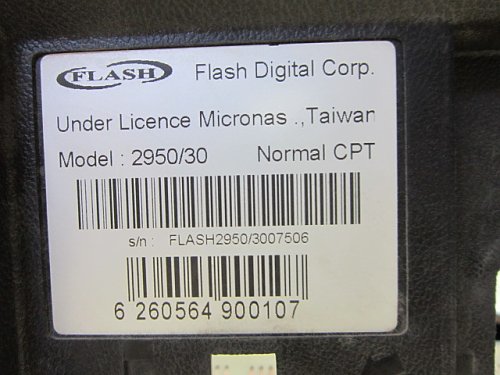 FLASH Flash Digital Corp.
Under Licence Micronas .,Taiwan
Model : 2950/30 Normal CPT
s/n : FLASH2950/3007506
6 260564 900107